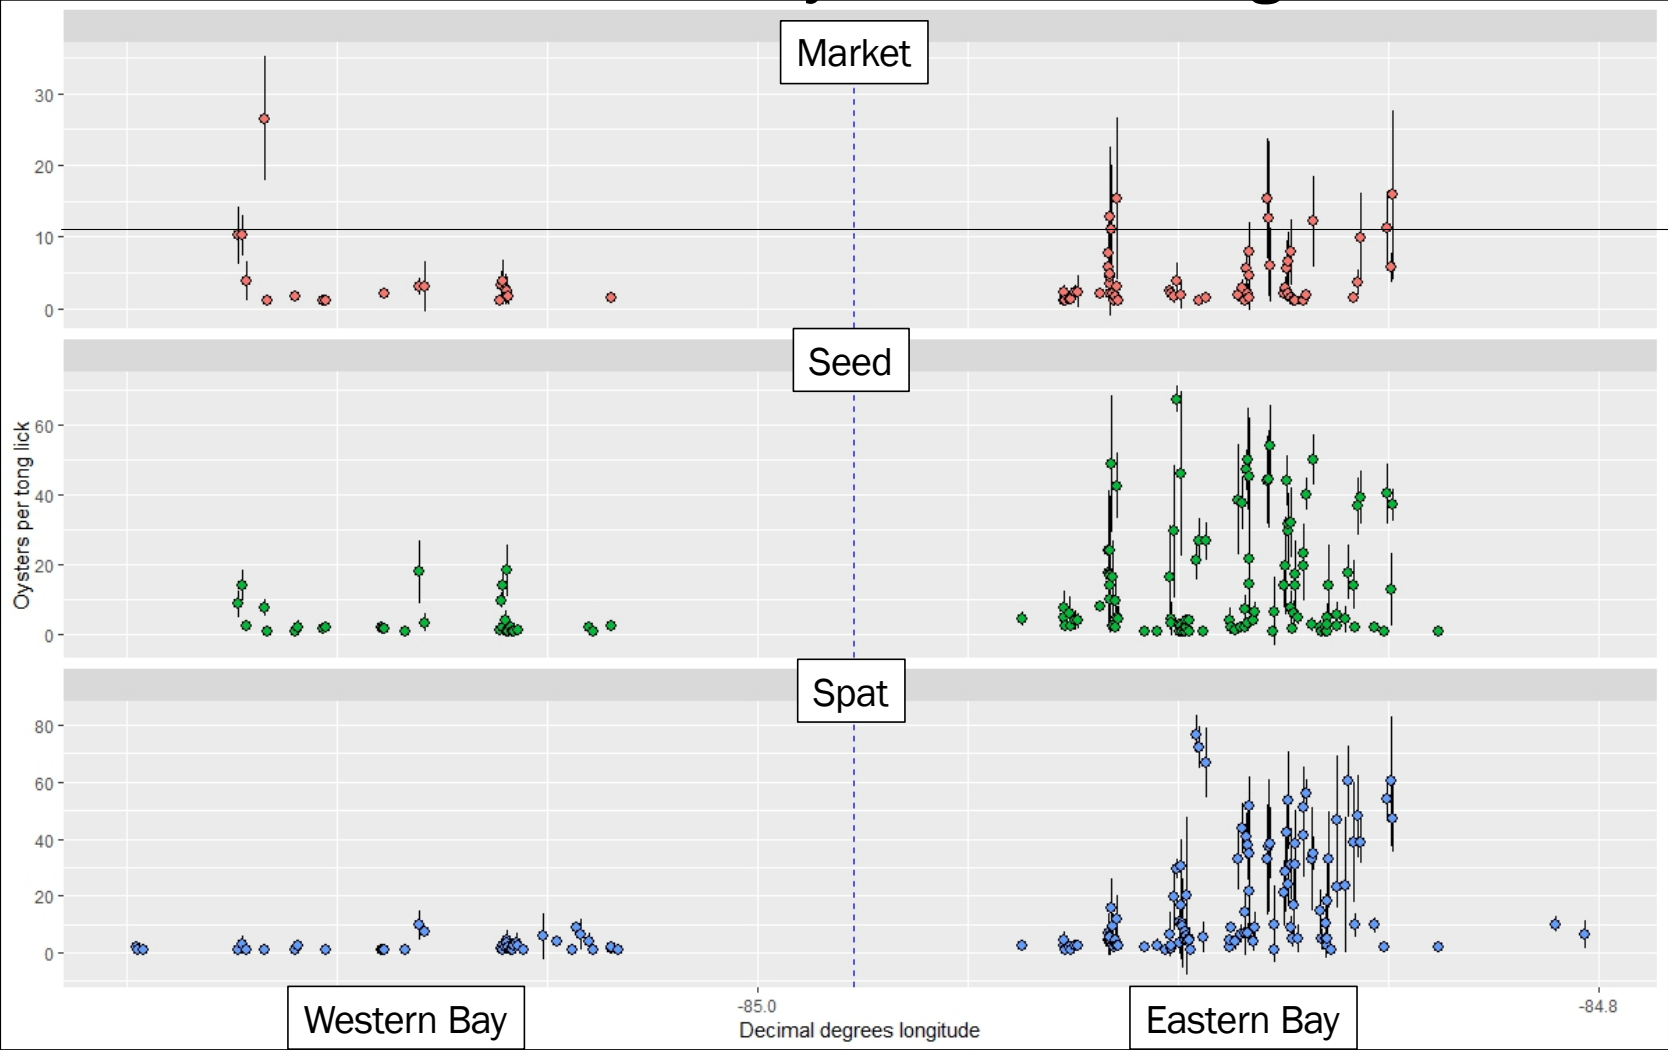 Market
30
20
10
0
Seed
60
40
20
0
Oysters per tong lick
Spat
80
60
40
20
0
-85.0
-84.8
Western Bay
Eastern Bay
Decimal degrees longitude